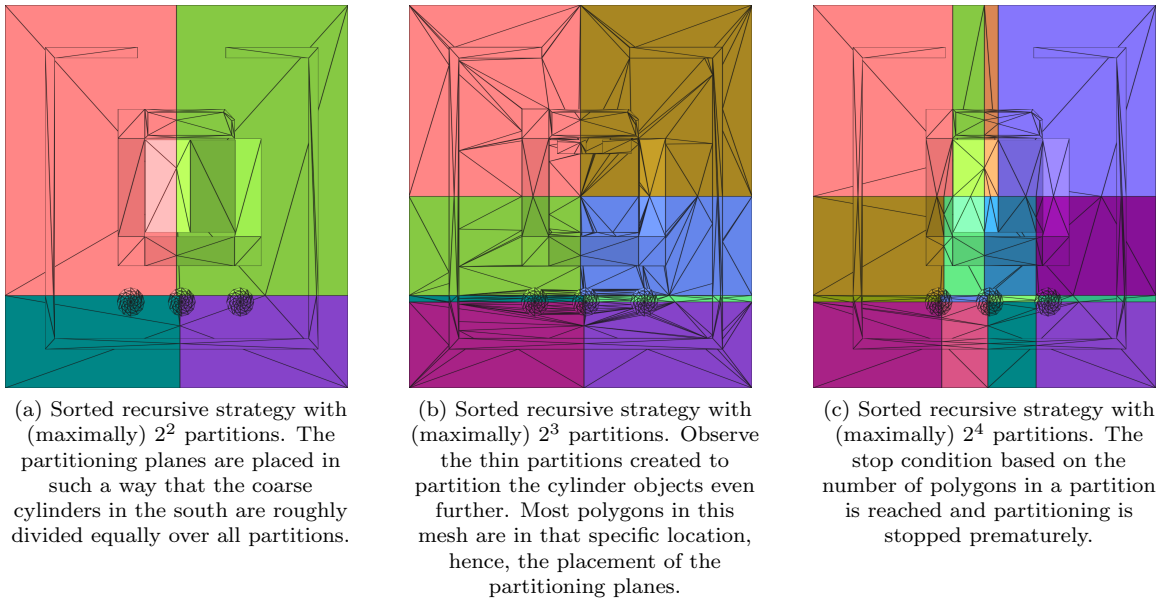 (a) Sorted recursive strategy with
(maximally) 2² partitions. The
partitioning planes are placed in
such a way that the coarse
cylinders in the south are roughly
divided equally over all partitions.
(b) Sorted recursive strategy with
(maximally) 2³ partitions. Observe
the thin partitions created to
partition the cylinder objects even
further. Most polygons in this
mesh are in that specific location,
hence, the placement of the
partitioning planes.
(c) Sorted recursive strategy with
(maximally) 2⁴ partitions. The
stop condition based on the
number of polygons in a partition
is reached and partitioning is
stopped prematurely.